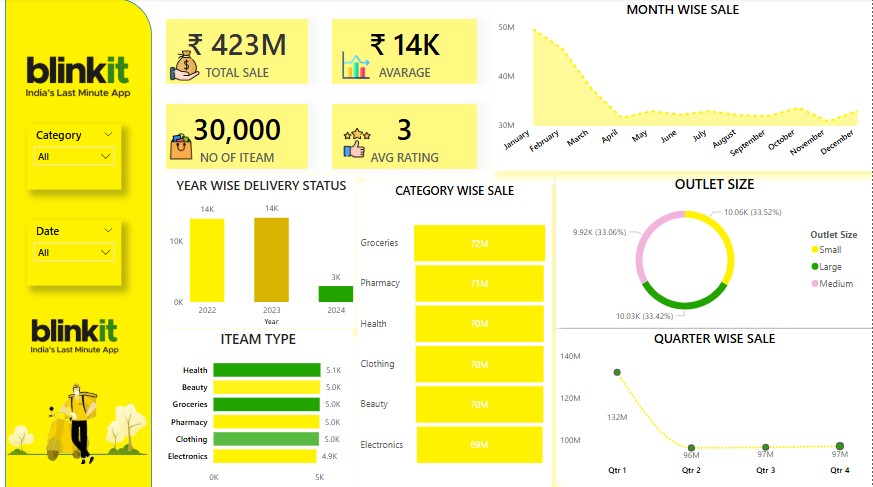 blinkit
India's Last Minute App
Category
All
Date
All
blinkit
India's Last Minute App
₹ 423M
TOTAL SALE
₹ 14K
AVARAGE
30,000
NO OF ITEAM
3
AVG RATING
MONTH WISE SALE
50M
40M
30M
January
February
March
April
May
June
July
August
September
October
November
December
YEAR WISE DELIVERY STATUS
14K
14K
10K
3K
0K
2022
2023
2024
Year
ITEAM TYPE
Health 5.1K
Beauty 5.0K
Groceries 5.0K
Pharmacy 5.0K
Clothing 5.0K
Electronics 4.9K
0K 5K
CATEGORY WISE SALE
Groceries 72M
Pharmacy 71M
Health 70M
Clothing 70M
Beauty 70M
Electronics 69M
OUTLET SIZE
10.06K (33.52%)
9.92K (33.06%)
10.03K (33.42%)
Outlet Size
Small
Large
Medium
QUARTER WISE SALE
140M
120M
100M
132M
96M
97M
97M
Qtr 1
Qtr 2
Qtr 3
Qtr 4